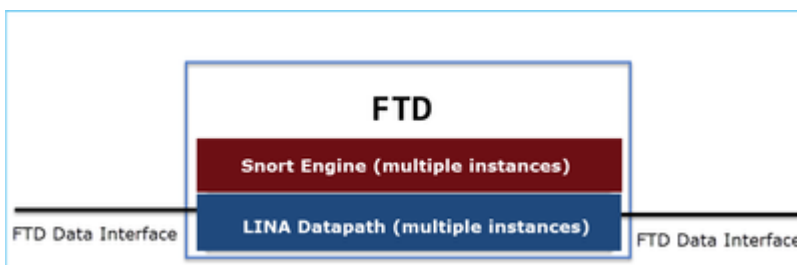 FTD
Snort Engine (multiple instances)
LINA Datapath (multiple instances)
FTD Data Interface
FTD Data Interface